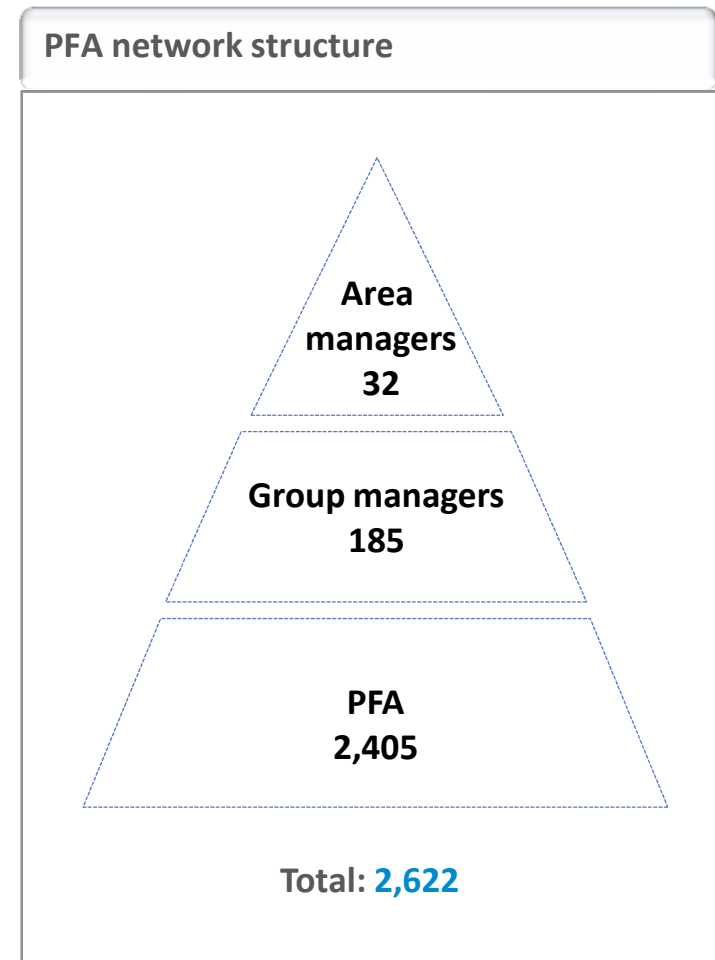 PFA network structure
Area
managers
32
Group managers
185
PFA
2,405
Total: 2,622